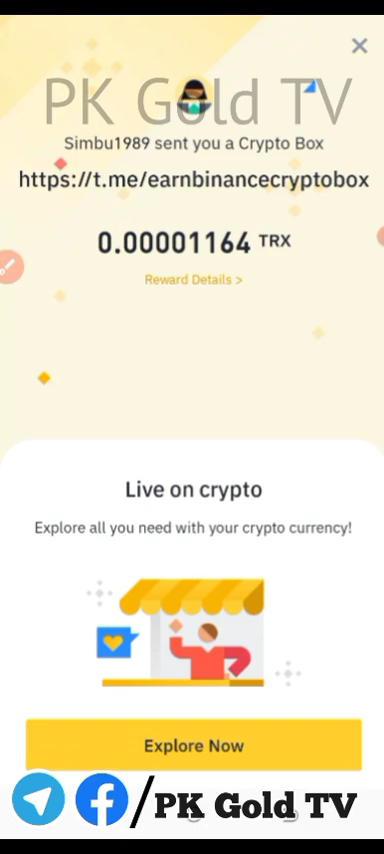 PK Gold TV
Simbu1989 sent you a Crypto Box
https://t.me/earnbinancecryptobox
0.00001164 TRX
Reward Details >
Live on crypto
Explore all you need with your crypto currency!
Explore Now
/PK Gold TV